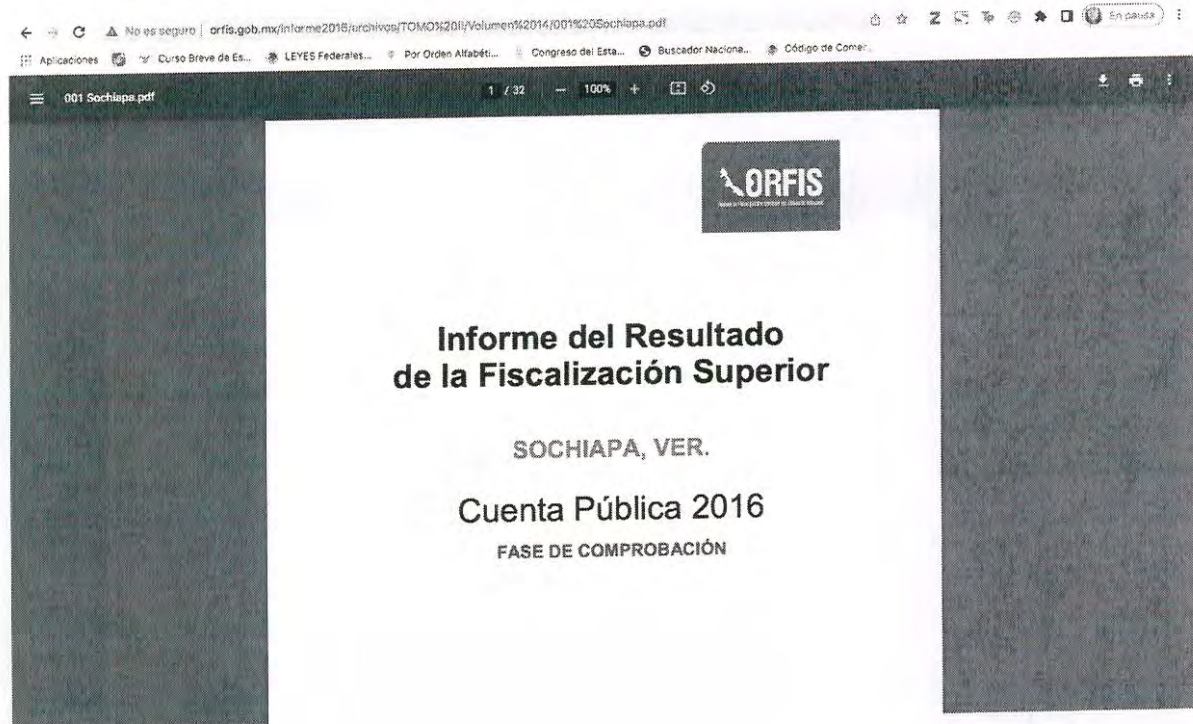 No es seguro | orfis.gob.mx/informe2016/archivos/TOMO%20II/Volumen%2014/001%20Sochiapa.pdf
En pausa
Aplicaciones Curso Breve de Es... LEYES Federales... Por Orden Alfabéti... Congreso del Esta... Buscador Naciona... Código de Comer...
001 Sochiapa.pdf 1 / 32 — 100% +
ORFIS
Informe del Resultado
de la Fiscalización Superior
SOCHIAPA, VER.
Cuenta Pública 2016
FASE DE COMPROBACIÓN